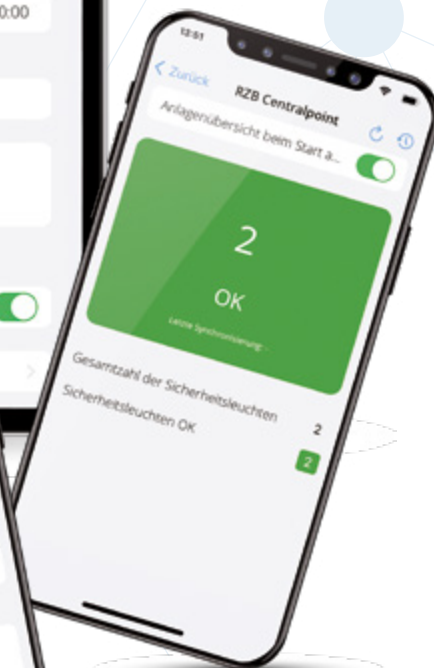 0:00
12:51
Zurück
RZB Centralpoint
Anlagenübersicht beim Start a...
2
OK
Letzte Synchronisierung: -
Gesamtzahl der Sicherheitsleuchten 2
Sicherheitsleuchten OK 2